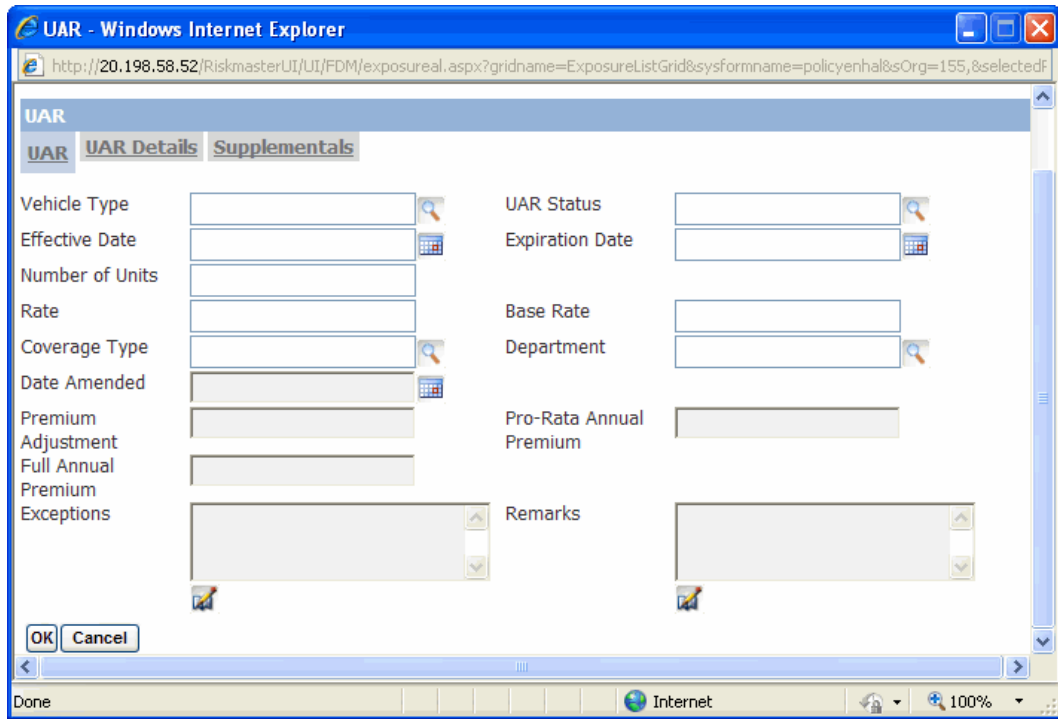 UAR - Windows Internet Explorer
http://20.198.58.52/RiskmasterUI/UI/FDM/exposureal.aspx?gridname=ExposureListGrid&sysformname=policyenhal&sOrg=155,&selectedF
UAR
UAR UAR Details Supplementals
Vehicle Type UAR Status
Effective Date Expiration Date
Number of Units
Rate Base Rate
Coverage Type Department
Date Amended
Premium Pro-Rata Annual
Adjustment Premium
Full Annual
Premium
Exceptions Remarks
OK Cancel
Done Internet 100%